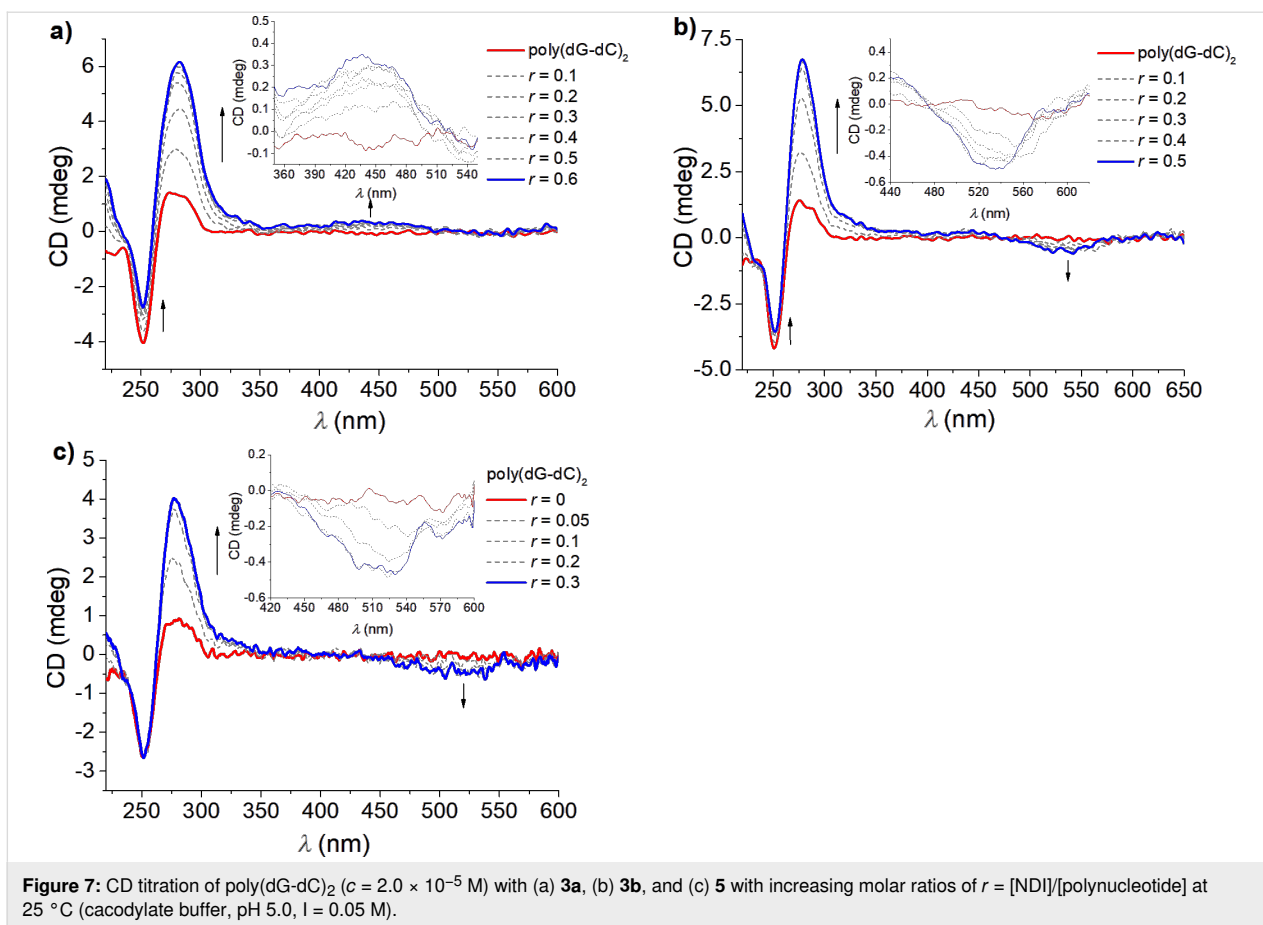 a)
CD (mdeg)
6
4
2
0
-2
-4
250 300 350 400 450 500 550 600
λ (nm)
CD (mdeg)
0.5
0.4
0.3
0.2
0.1
0.0
-0.1
360 390 420 450 480 510 540
λ (nm)
poly(dG-dC)₂
r = 0.1
r = 0.2
r = 0.3
r = 0.4
r = 0.5
r = 0.6
b)
CD (mdeg)
7.5
5.0
2.5
0.0
-2.5
-5.0
250 300 350 400 450 500 550 600 650
λ (nm)
CD (mdeg)
0.4
0.2
0.0
-0.2
-0.4
-0.6
440 480 520 560 600
λ (nm)
poly(dG-dC)₂
r = 0.1
r = 0.2
r = 0.3
r = 0.4
r = 0.5
c)
CD (mdeg)
5
4
3
2
1
0
-1
-2
-3
250 300 350 400 450 500 550 600
λ (nm)
CD (mdeg)
0.2
0.0
-0.2
-0.4
-0.6
420 450 480 510 540 570 600
λ (nm)
poly(dG-dC)₂
r = 0
r = 0.05
r = 0.1
r = 0.2
r = 0.3
Figure 7: CD titration of poly(dG-dC)₂ (c = 2.0 × 10⁻⁵ M) with (a) 3a, (b) 3b, and (c) 5 with increasing molar ratios of r = [NDI]/[polynucleotide] at
25 °C (cacodylate buffer, pH 5.0, I = 0.05 M).